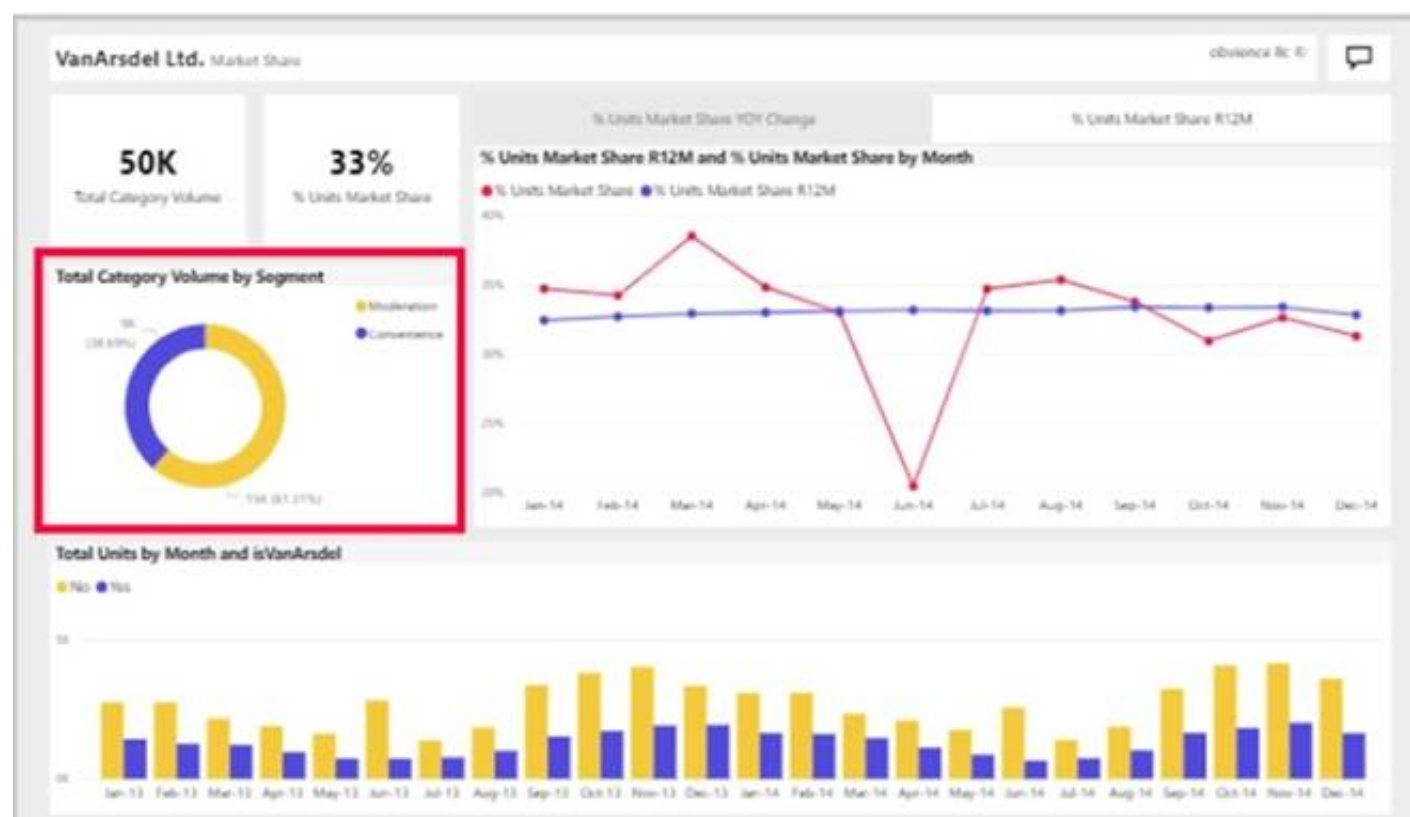 VanArsdel Ltd. Market Share
obvience llc ©
50K
Total Category Volume
33%
% Units Market Share
% Units Market Share YOY Change
% Units Market Share R12M
% Units Market Share R12M and % Units Market Share by Month
% Units Market Share % Units Market Share R12M
40%
35%
30%
25%
20%
Jan-14 Feb-14 Mar-14 Apr-14 May-14 Jun-14 Jul-14 Aug-14 Sep-14 Oct-14 Nov-14 Dec-14
Total Category Volume by Segment
Moderation
Convenience
(61.31%)
Total Units by Month and isVanArsdel
No Yes
0K
Jan-13 Feb-13 Mar-13 Apr-13 May-13 Jun-13 Jul-13 Aug-13 Sep-13 Oct-13 Nov-13 Dec-13 Jan-14 Feb-14 Mar-14 Apr-14 May-14 Jun-14 Jul-14 Aug-14 Sep-14 Oct-14 Nov-14 Dec-14